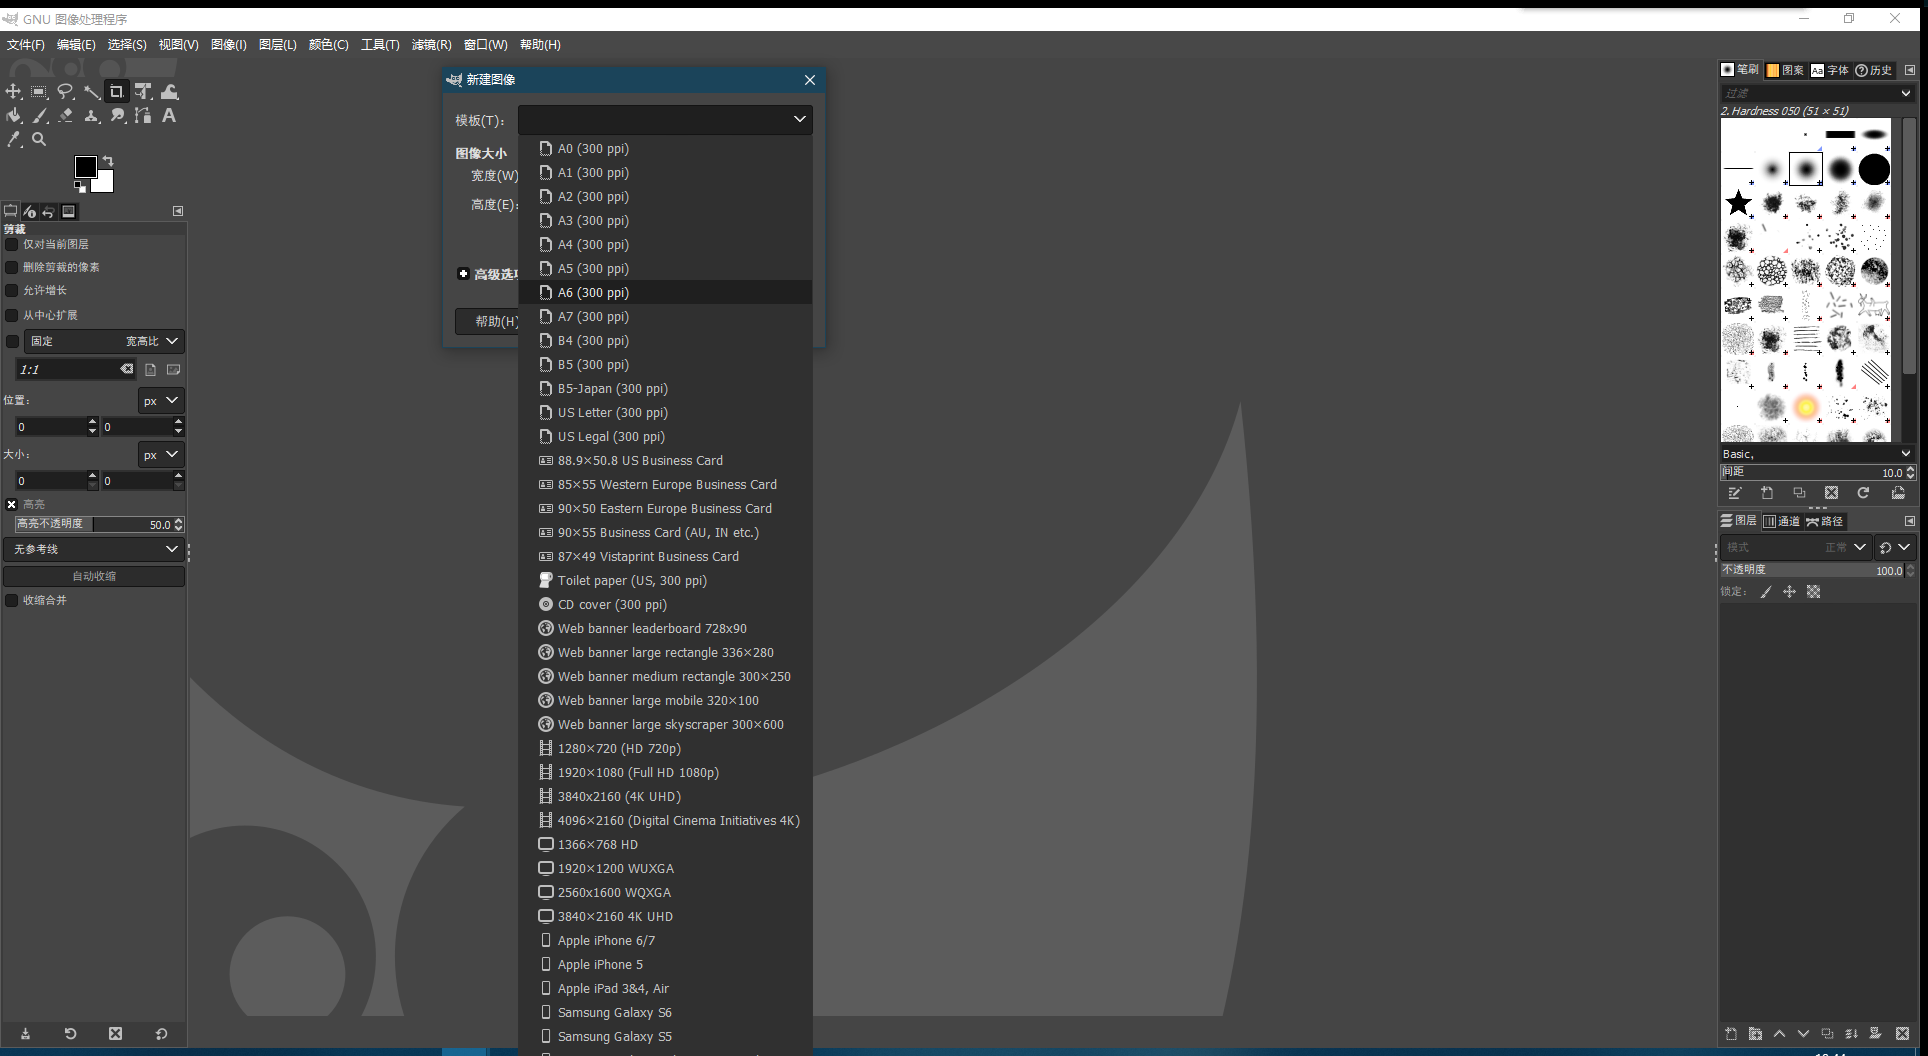 GNU 图像处理程序
文件(F) 编辑(E) 选择(S) 视图(V) 图像(I) 图层(L) 颜色(C) 工具(T) 滤镜(R) 窗口(W) 帮助(H)
剪裁
仅对当前图层
删除剪裁的像素
允许增长
从中心扩展
固定 宽高比
1:1
位置: px
0 0
大小: px
0 0
高亮
高亮不透明度 50.0
无参考线
自动收缩
收缩合并
新建图像
模板(T):
图像大小
宽度(W)
高度(E):
高级选项
帮助(H)
A0 (300 ppi)
A1 (300 ppi)
A2 (300 ppi)
A3 (300 ppi)
A4 (300 ppi)
A5 (300 ppi)
A6 (300 ppi)
A7 (300 ppi)
B4 (300 ppi)
B5 (300 ppi)
B5-Japan (300 ppi)
US Letter (300 ppi)
US Legal (300 ppi)
88.9×50.8 US Business Card
85×55 Western Europe Business Card
90×50 Eastern Europe Business Card
90×55 Business Card (AU, IN etc.)
87×49 Vistaprint Business Card
Toilet paper (US, 300 ppi)
CD cover (300 ppi)
Web banner leaderboard 728x90
Web banner large rectangle 336×280
Web banner medium rectangle 300×250
Web banner large mobile 320×100
Web banner large skyscraper 300×600
1280×720 (HD 720p)
1920×1080 (Full HD 1080p)
3840x2160 (4K UHD)
4096×2160 (Digital Cinema Initiatives 4K)
1366×768 HD
1920×1200 WUXGA
2560x1600 WQXGA
3840×2160 4K UHD
Apple iPhone 6/7
Apple iPhone 5
Apple iPad 3&4, Air
Samsung Galaxy S6
Samsung Galaxy S5
笔刷 图案 Aa 字体 历史
过滤
2. Hardness 050 (51 × 51)
Basic,
间距 10.0
图层 通道 路径
模式 正常
不透明度 100.0
锁定: